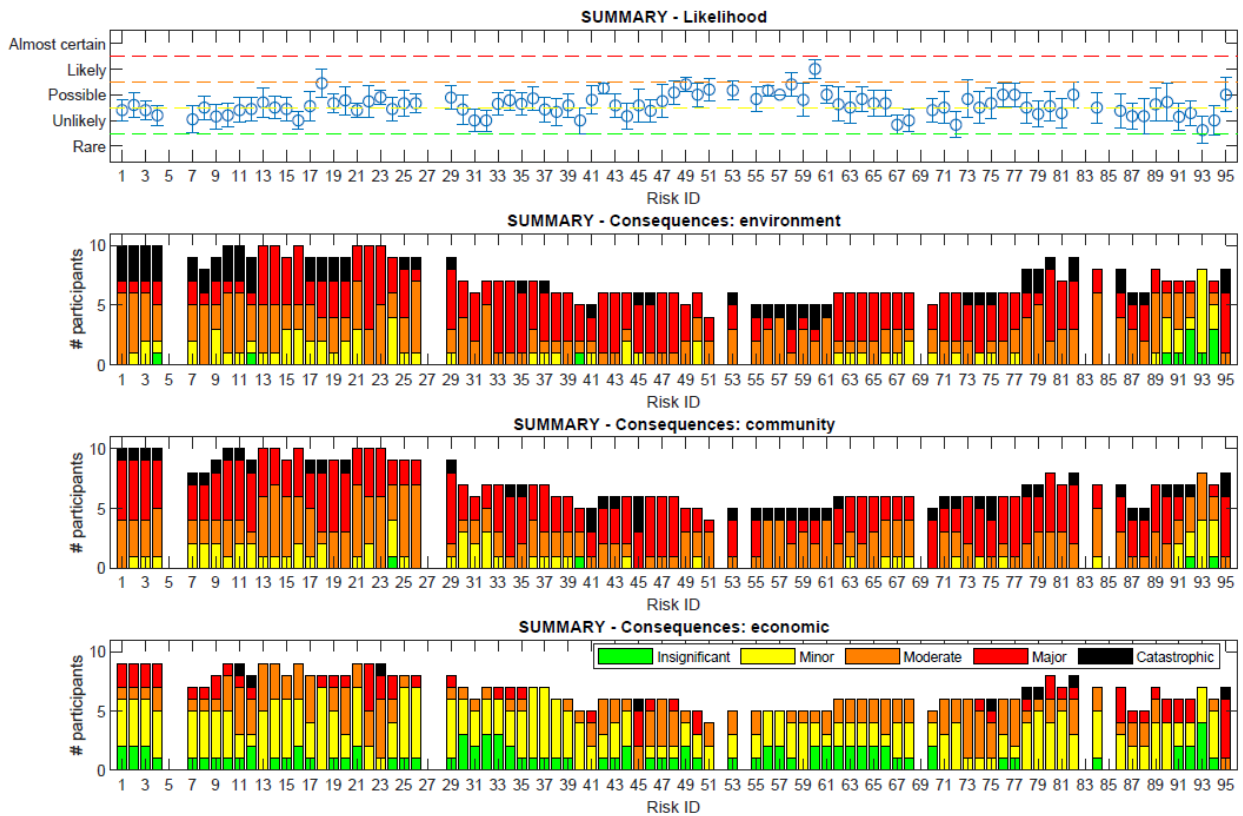 SUMMARY - Likelihood
Almost certain
Likely
Possible
Unlikely
Rare
1 3 5 7 9 11 13 15 17 19 21 23 25 27 29 31 33 35 37 39 41 43 45 47 49 51 53 55 57 59 61 63 65 67 69 71 73 75 77 79 81 83 85 87 89 91 93 95
Risk ID
SUMMARY - Consequences: environment
# participants
10
5
0
1 3 5 7 9 11 13 15 17 19 21 23 25 27 29 31 33 35 37 39 41 43 45 47 49 51 53 55 57 59 61 63 65 67 69 71 73 75 77 79 81 83 85 87 89 91 93 95
Risk ID
SUMMARY - Consequences: community
# participants
10
5
0
1 3 5 7 9 11 13 15 17 19 21 23 25 27 29 31 33 35 37 39 41 43 45 47 49 51 53 55 57 59 61 63 65 67 69 71 73 75 77 79 81 83 85 87 89 91 93 95
Risk ID
SUMMARY - Consequences: economic
# participants
10
5
0
Insignificant Minor Moderate Major Catastrophic
1 3 5 7 9 11 13 15 17 19 21 23 25 27 29 31 33 35 37 39 41 43 45 47 49 51 53 55 57 59 61 63 65 67 69 71 73 75 77 79 81 83 85 87 89 91 93 95
Risk ID